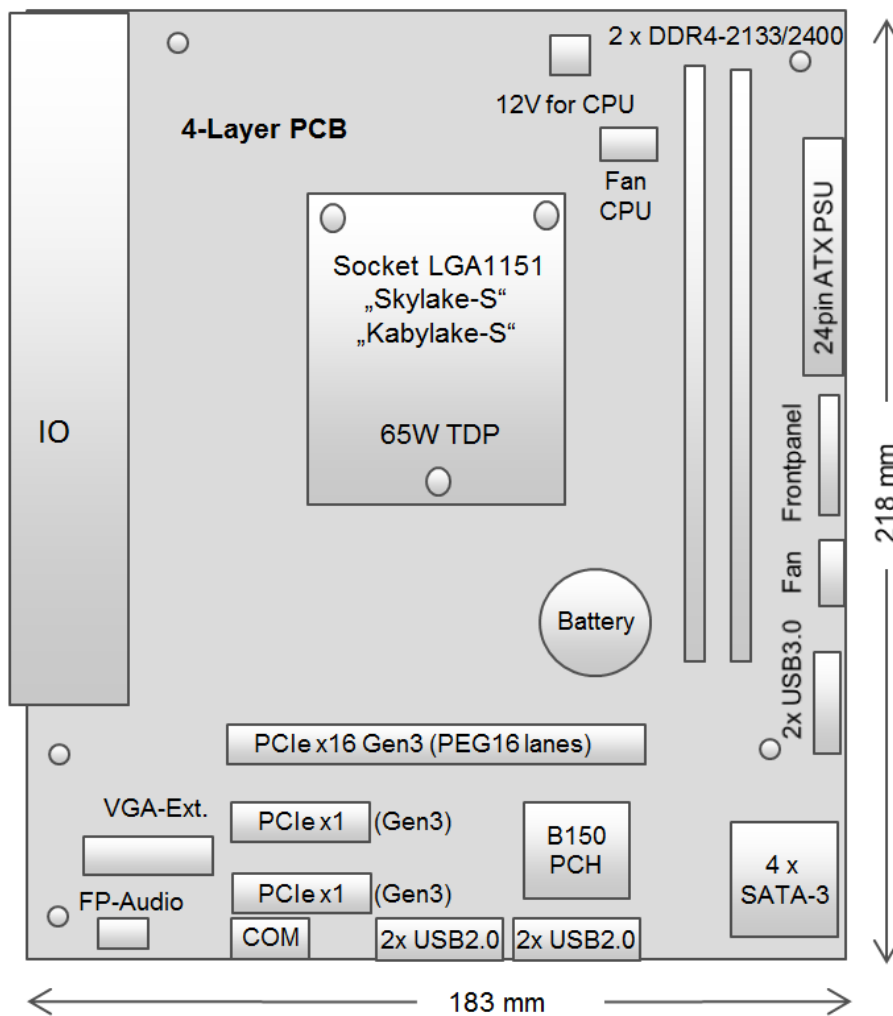 2 x DDR4-2133/2400
12V for CPU
4-Layer PCB
Fan
CPU
24pin ATX PSU
Socket LGA1151
„Skylake-S“
„Kabylake-S“
65W TDP
IO
Frontpanel
218 mm
Fan
Battery
2x USB3.0
PCIe x16 Gen3 (PEG16 lanes)
VGA-Ext.
PCIe x1 (Gen3)
B150
PCH
4 x
SATA-3
PCIe x1 (Gen3)
FP-Audio
COM
2x USB2.0
2x USB2.0
183 mm